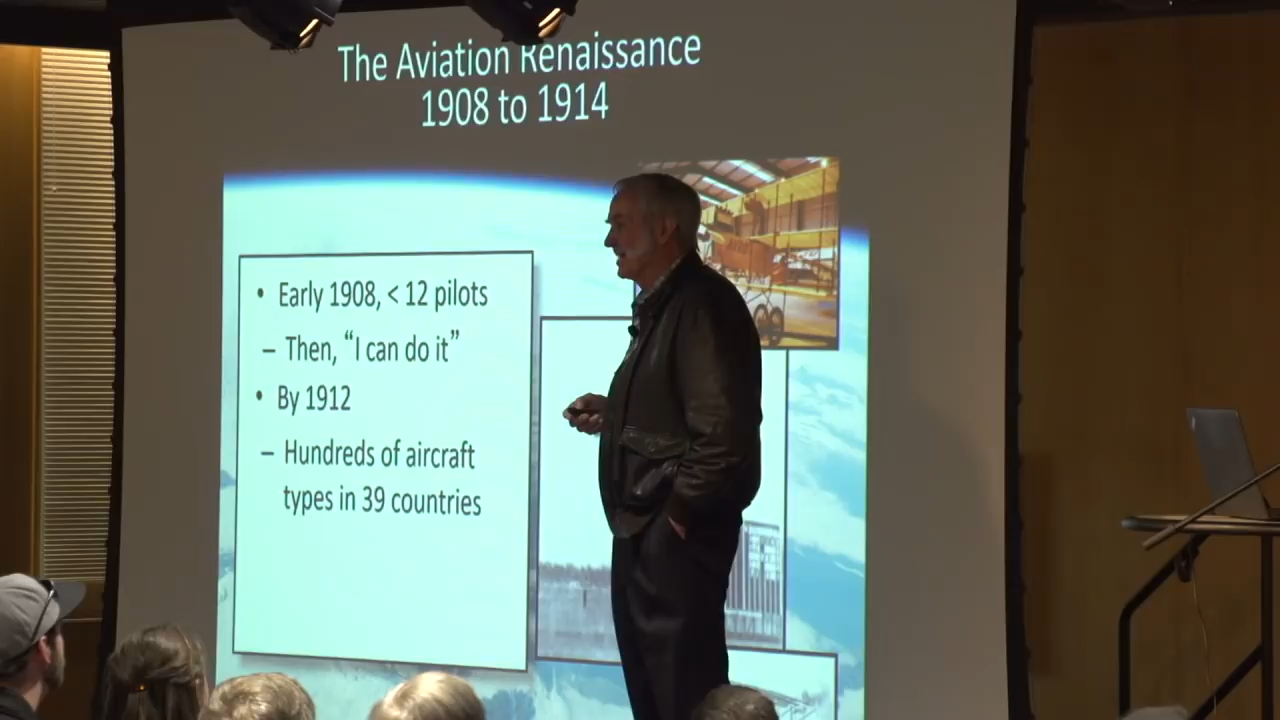 The Aviation Renaissance
1908 to 1914
• Early 1908, < 12 pilots
– Then, “I can do it”
• By 1912
– Hundreds of aircraft
types in 39 countries